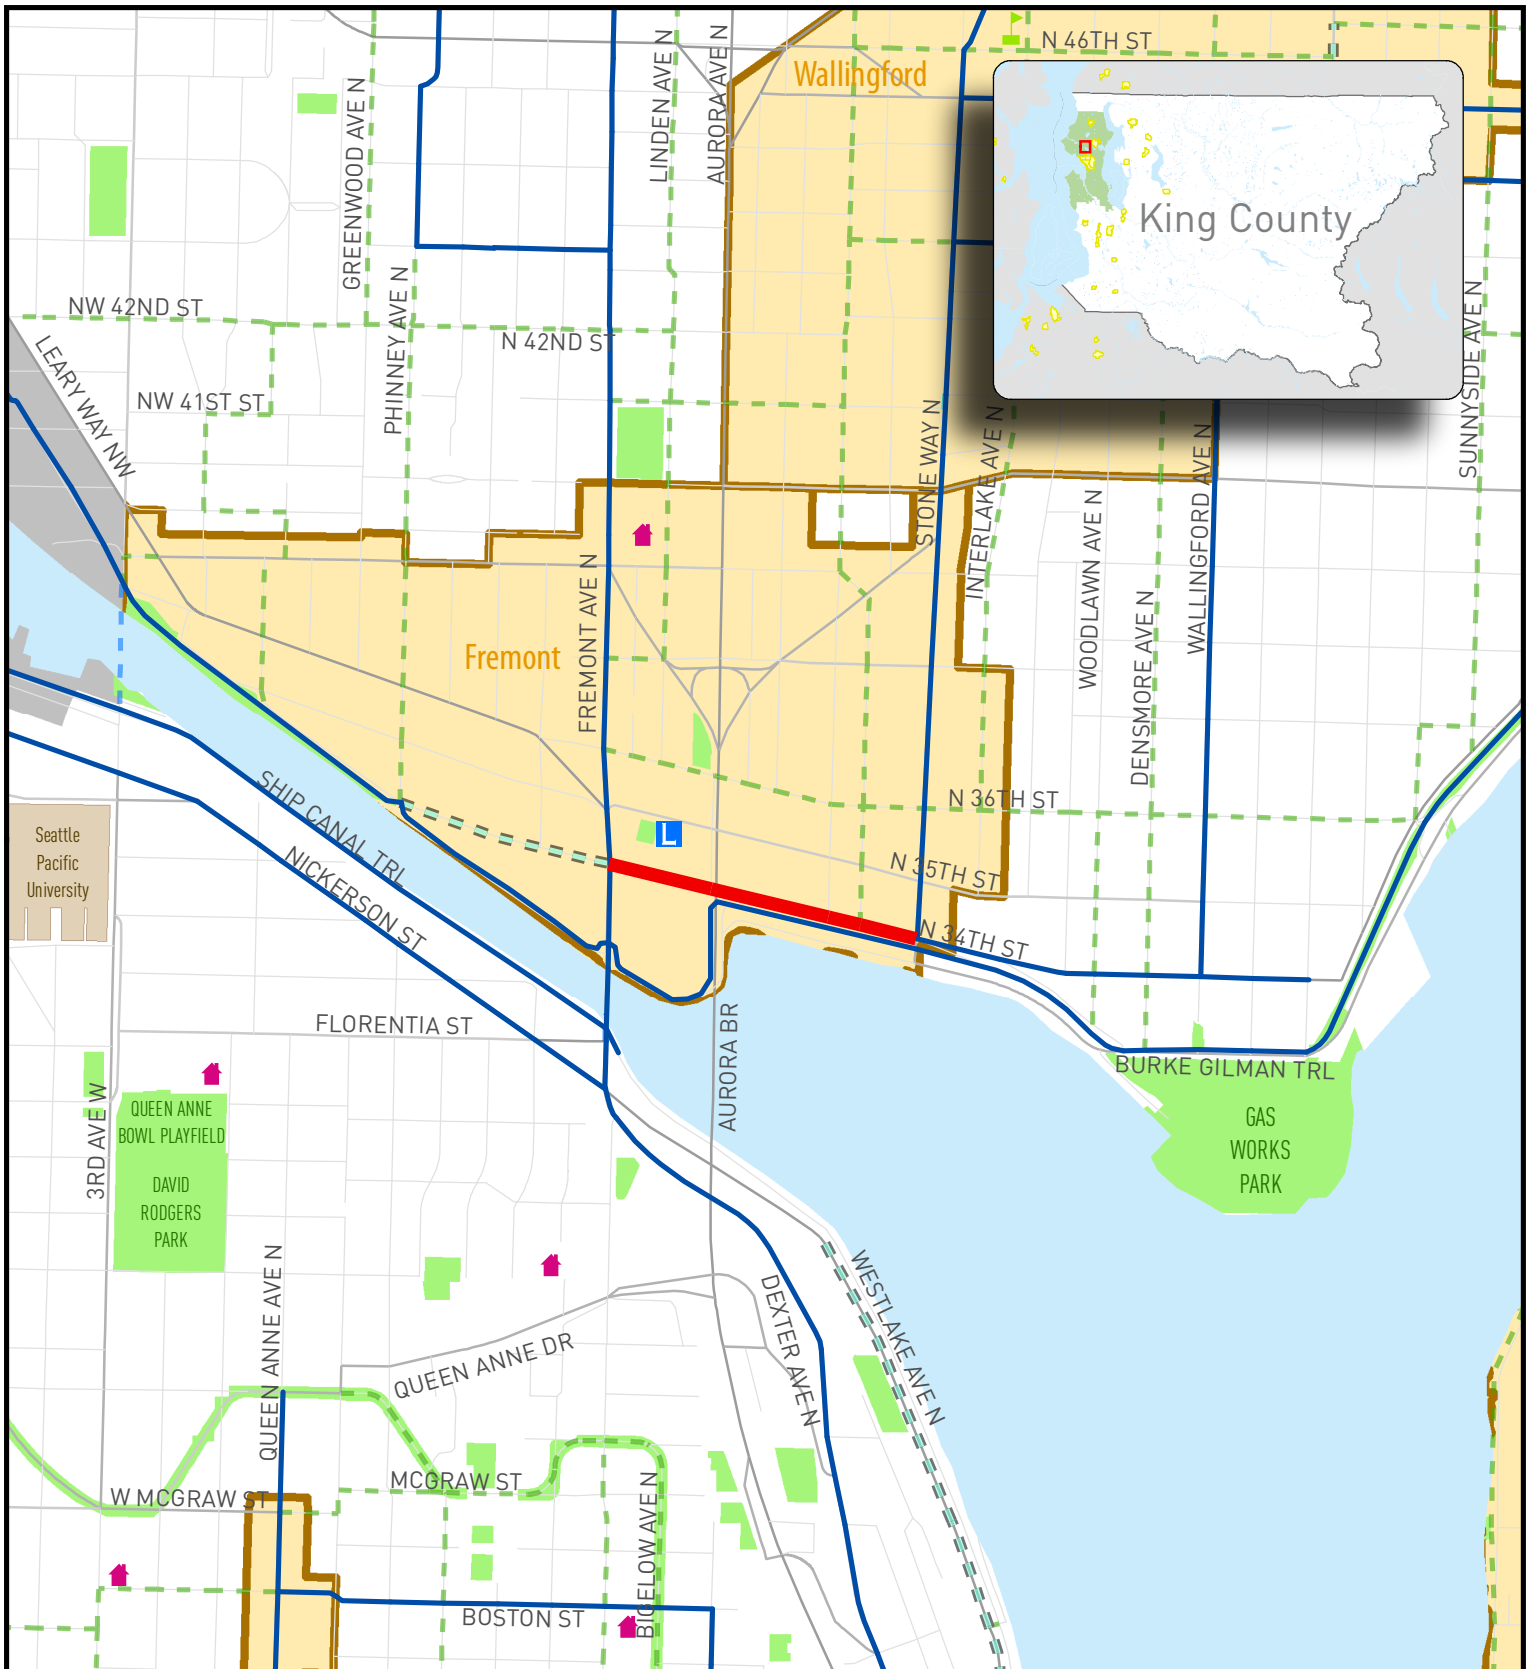 N 46TH ST
Wallingford
LINDEN AVE N
AURORA AVE N
GREENWOOD AVE N
King County
PHINNEY AVE N
NW 42ND ST
N 42ND ST
LEARY WAY NW
NW 41ST ST
SUNNYSIDE AVE N
STONE WAY N
INTERLAKE AVE N
WOODLAWN AVE N
WALLINGFORD AVE N
DENSMORE AVE N
FREMONT AVE N
Fremont
N 36TH ST
SHIP CANAL TRL
NICKERSON ST
L
N 35TH ST
N 34TH ST
Seattle
Pacific
University
FLORENTIA ST
AURORA BR
BURKE GILMAN TRL
3RD AVE W
QUEEN ANNE
BOWL PLAYFIELD
DAVID
RODGERS
PARK
GAS
WORKS
PARK
QUEEN ANNE AVE N
QUEEN ANNE DR
DEXTER AVE N
WESTLAKE AVE N
MCGRAW ST
W MCGRAW ST
BIGELOW AVE N
BOSTON ST